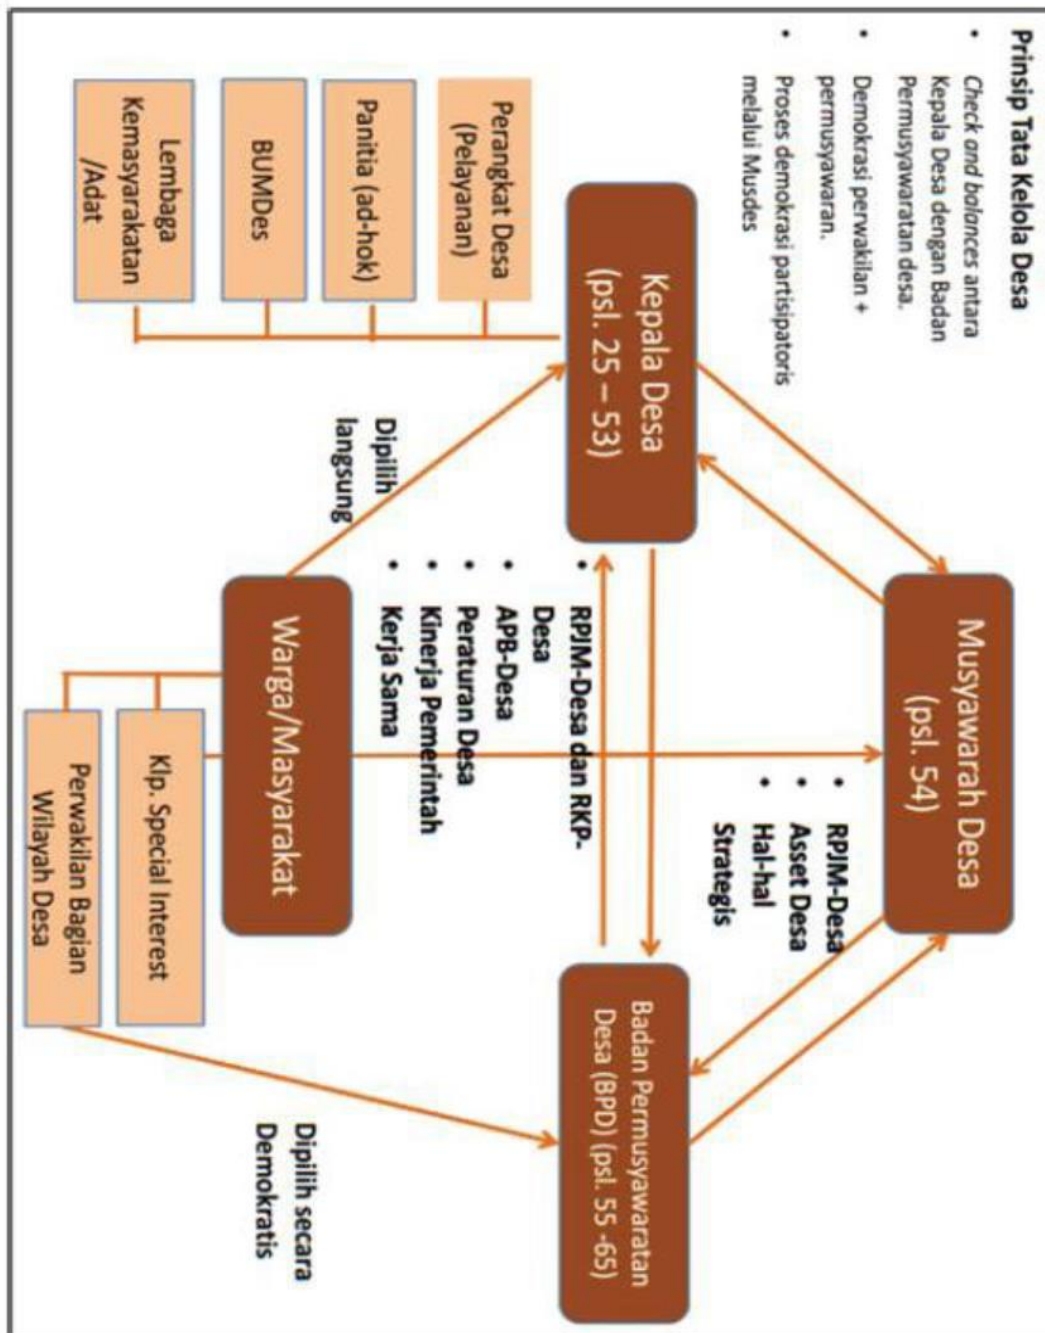 Prinsip Tata Kelola Desa
• Check and balances antara
Kepala Desa dengan Badan
Permusyawaratan desa.
• Demokrasi perwakilan +
permusyawaran.
• Proses demokrasi partisipatoris
melalui Musdes
Musyawarah Desa
(psl. 54)
• RPJM-Desa
• Asset Desa
• Hal-hal
Strategis
Kepala Desa
(psl. 25 – 53)
Badan Permusyawaratan
Desa (BPD) (psl. 55 -65)
• RPJM-Desa dan RKP-
Desa
• APB-Desa
• Peraturan Desa
• Kinerja Pemerintah
• Kerja Sama
Perangkat Desa
(Pelayanan)
Panitia (ad-hok)
BUMDes
Lembaga
Kemasyarakatan
/Adat
Dipilih
langsung
Warga/Masyarakat
Klp. Special Interest
Perwakilan Bagian
Wilayah Desa
Dipilih secara
Demokratis